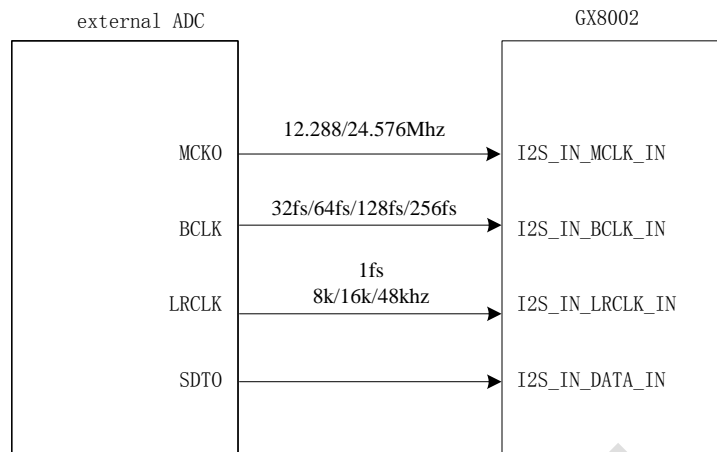 external ADC
GX8002
12.288/24.576Mhz
MCKO
I2S_IN_MCLK_IN
32fs/64fs/128fs/256fs
BCLK
I2S_IN_BCLK_IN
1fs
8k/16k/48khz
LRCLK
I2S_IN_LRCLK_IN
SDTO
I2S_IN_DATA_IN